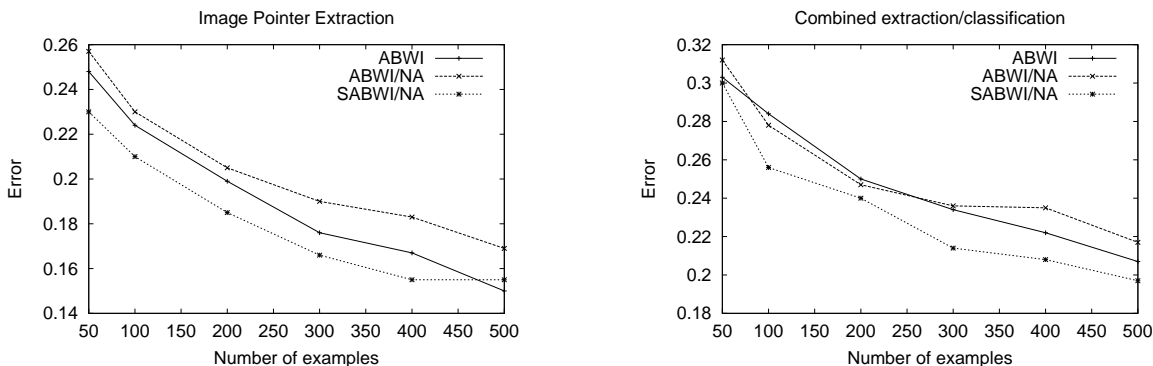 Image Pointer Extraction
0.26
0.24
0.22
0.2
0.18
0.16
0.14
Error
50 100 150 200 250 300 350 400 450 500
Number of examples
ABWI
ABWI/NA
SABWI/NA
Combined extraction/classification
0.32
0.3
0.28
0.26
0.24
0.22
0.2
0.18
Error
50 100 150 200 250 300 350 400 450 500
Number of examples
ABWI
ABWI/NA
SABWI/NA